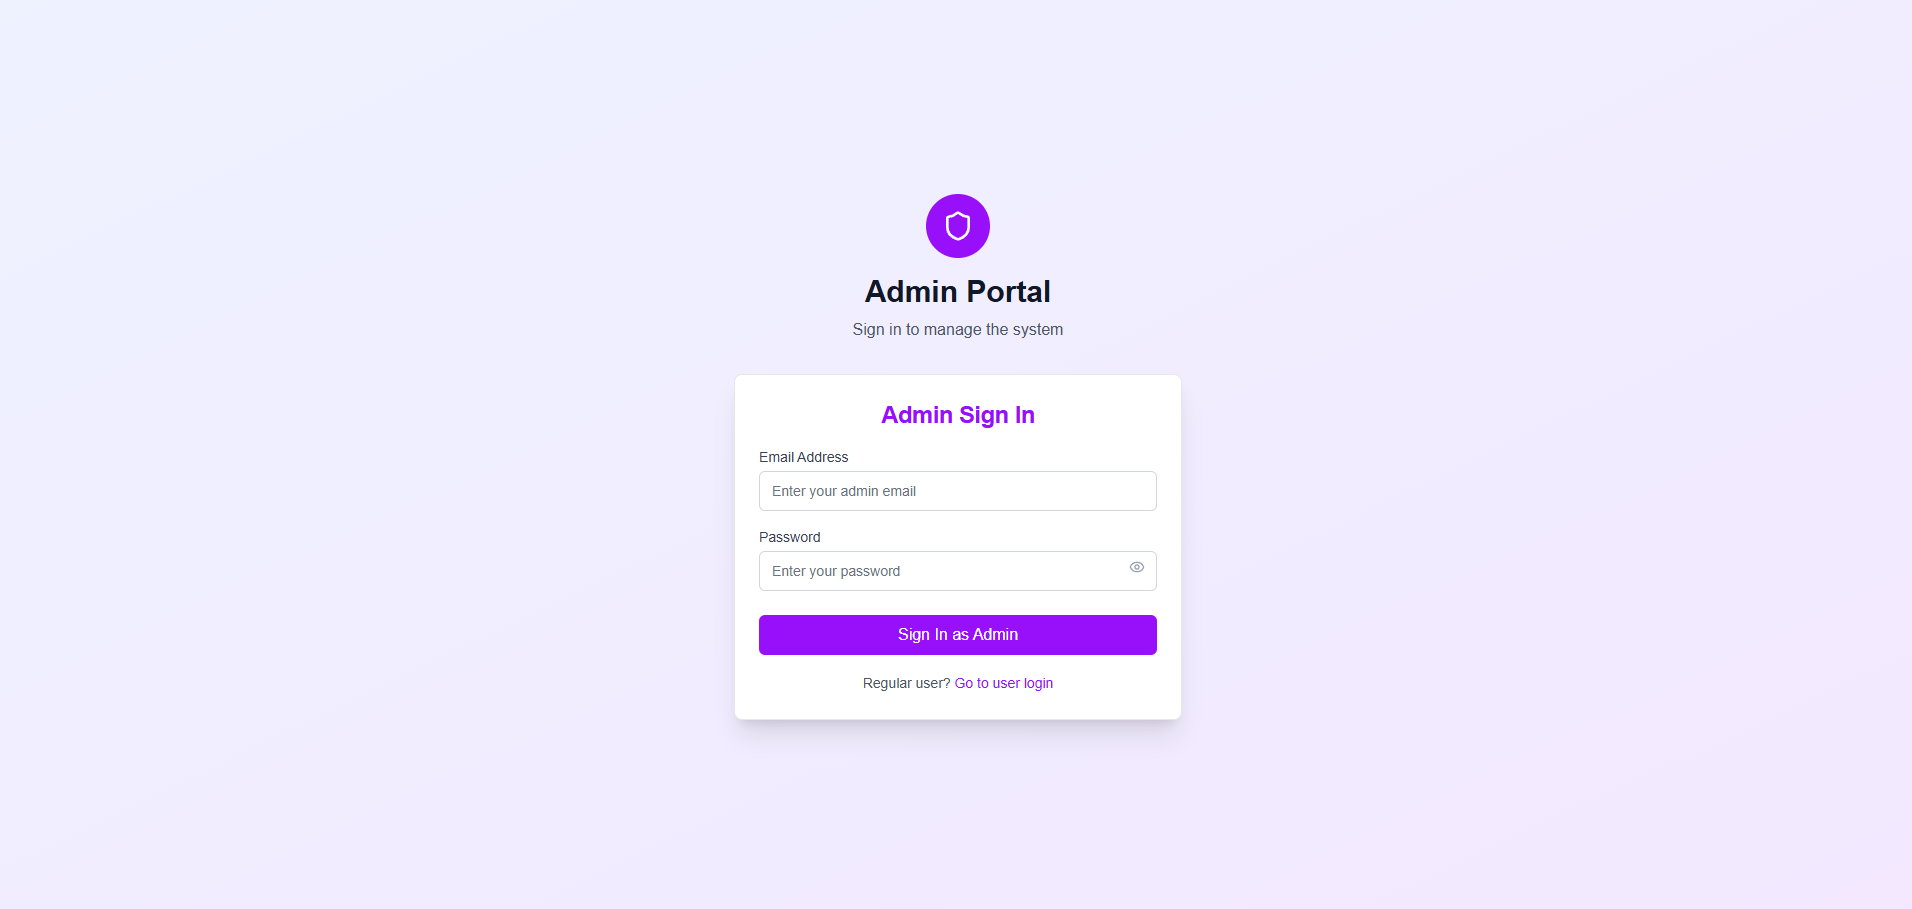 Admin Portal
Sign in to manage the system
Admin Sign In
Email Address
Enter your admin email
Password
Enter your password
Sign In as Admin
Regular user? Go to user login